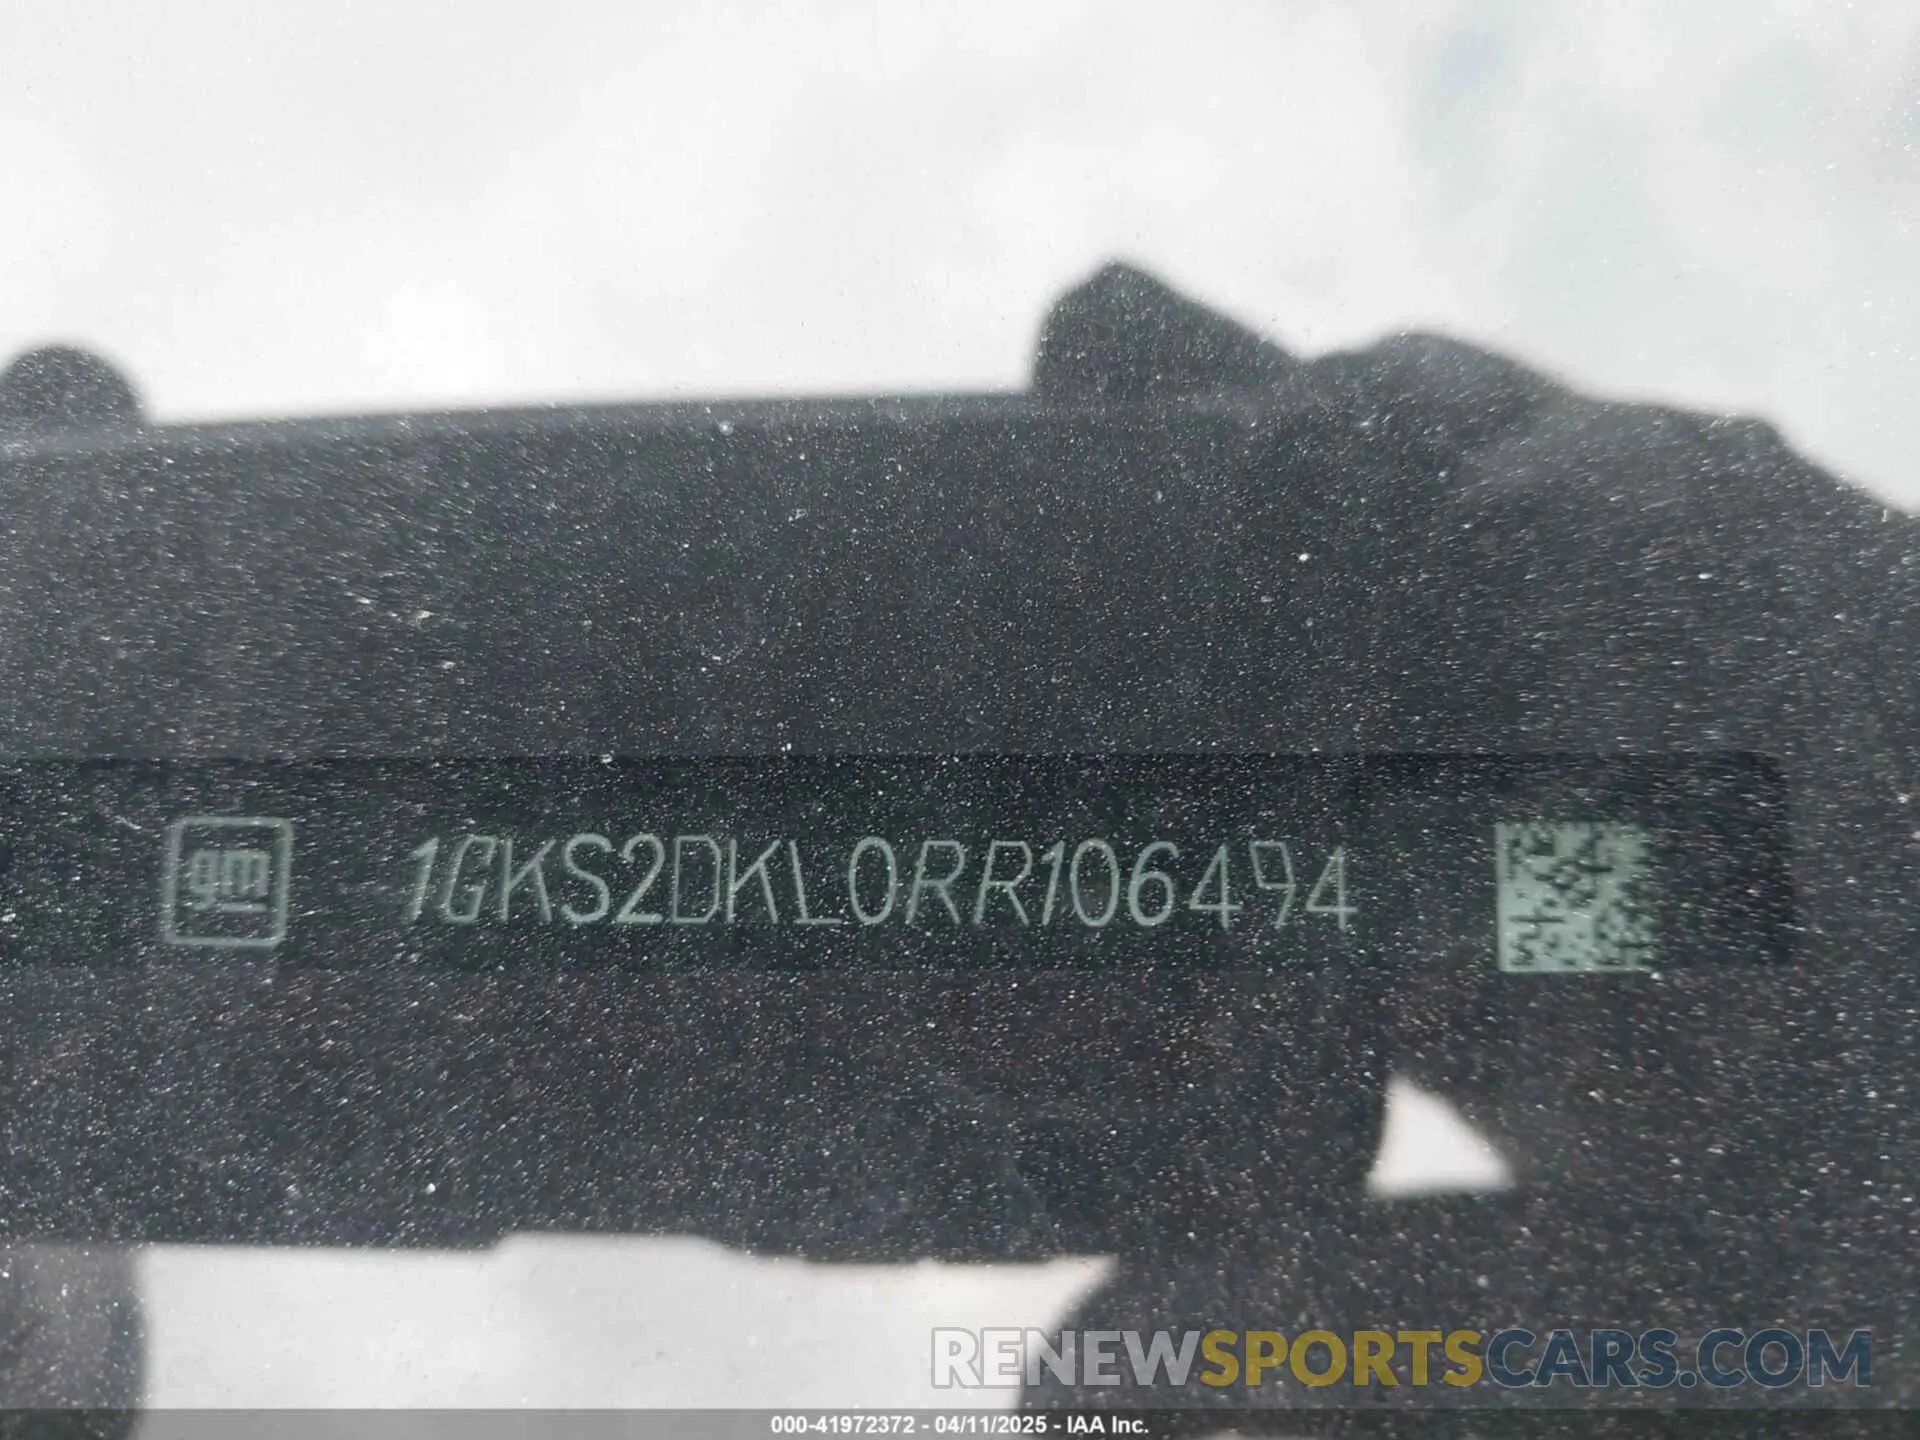 gm 1GKS2DKL0RR106494
RENEWSPORTSCARS.COM
000-41972372 - 04/11/2025 - IAA Inc.